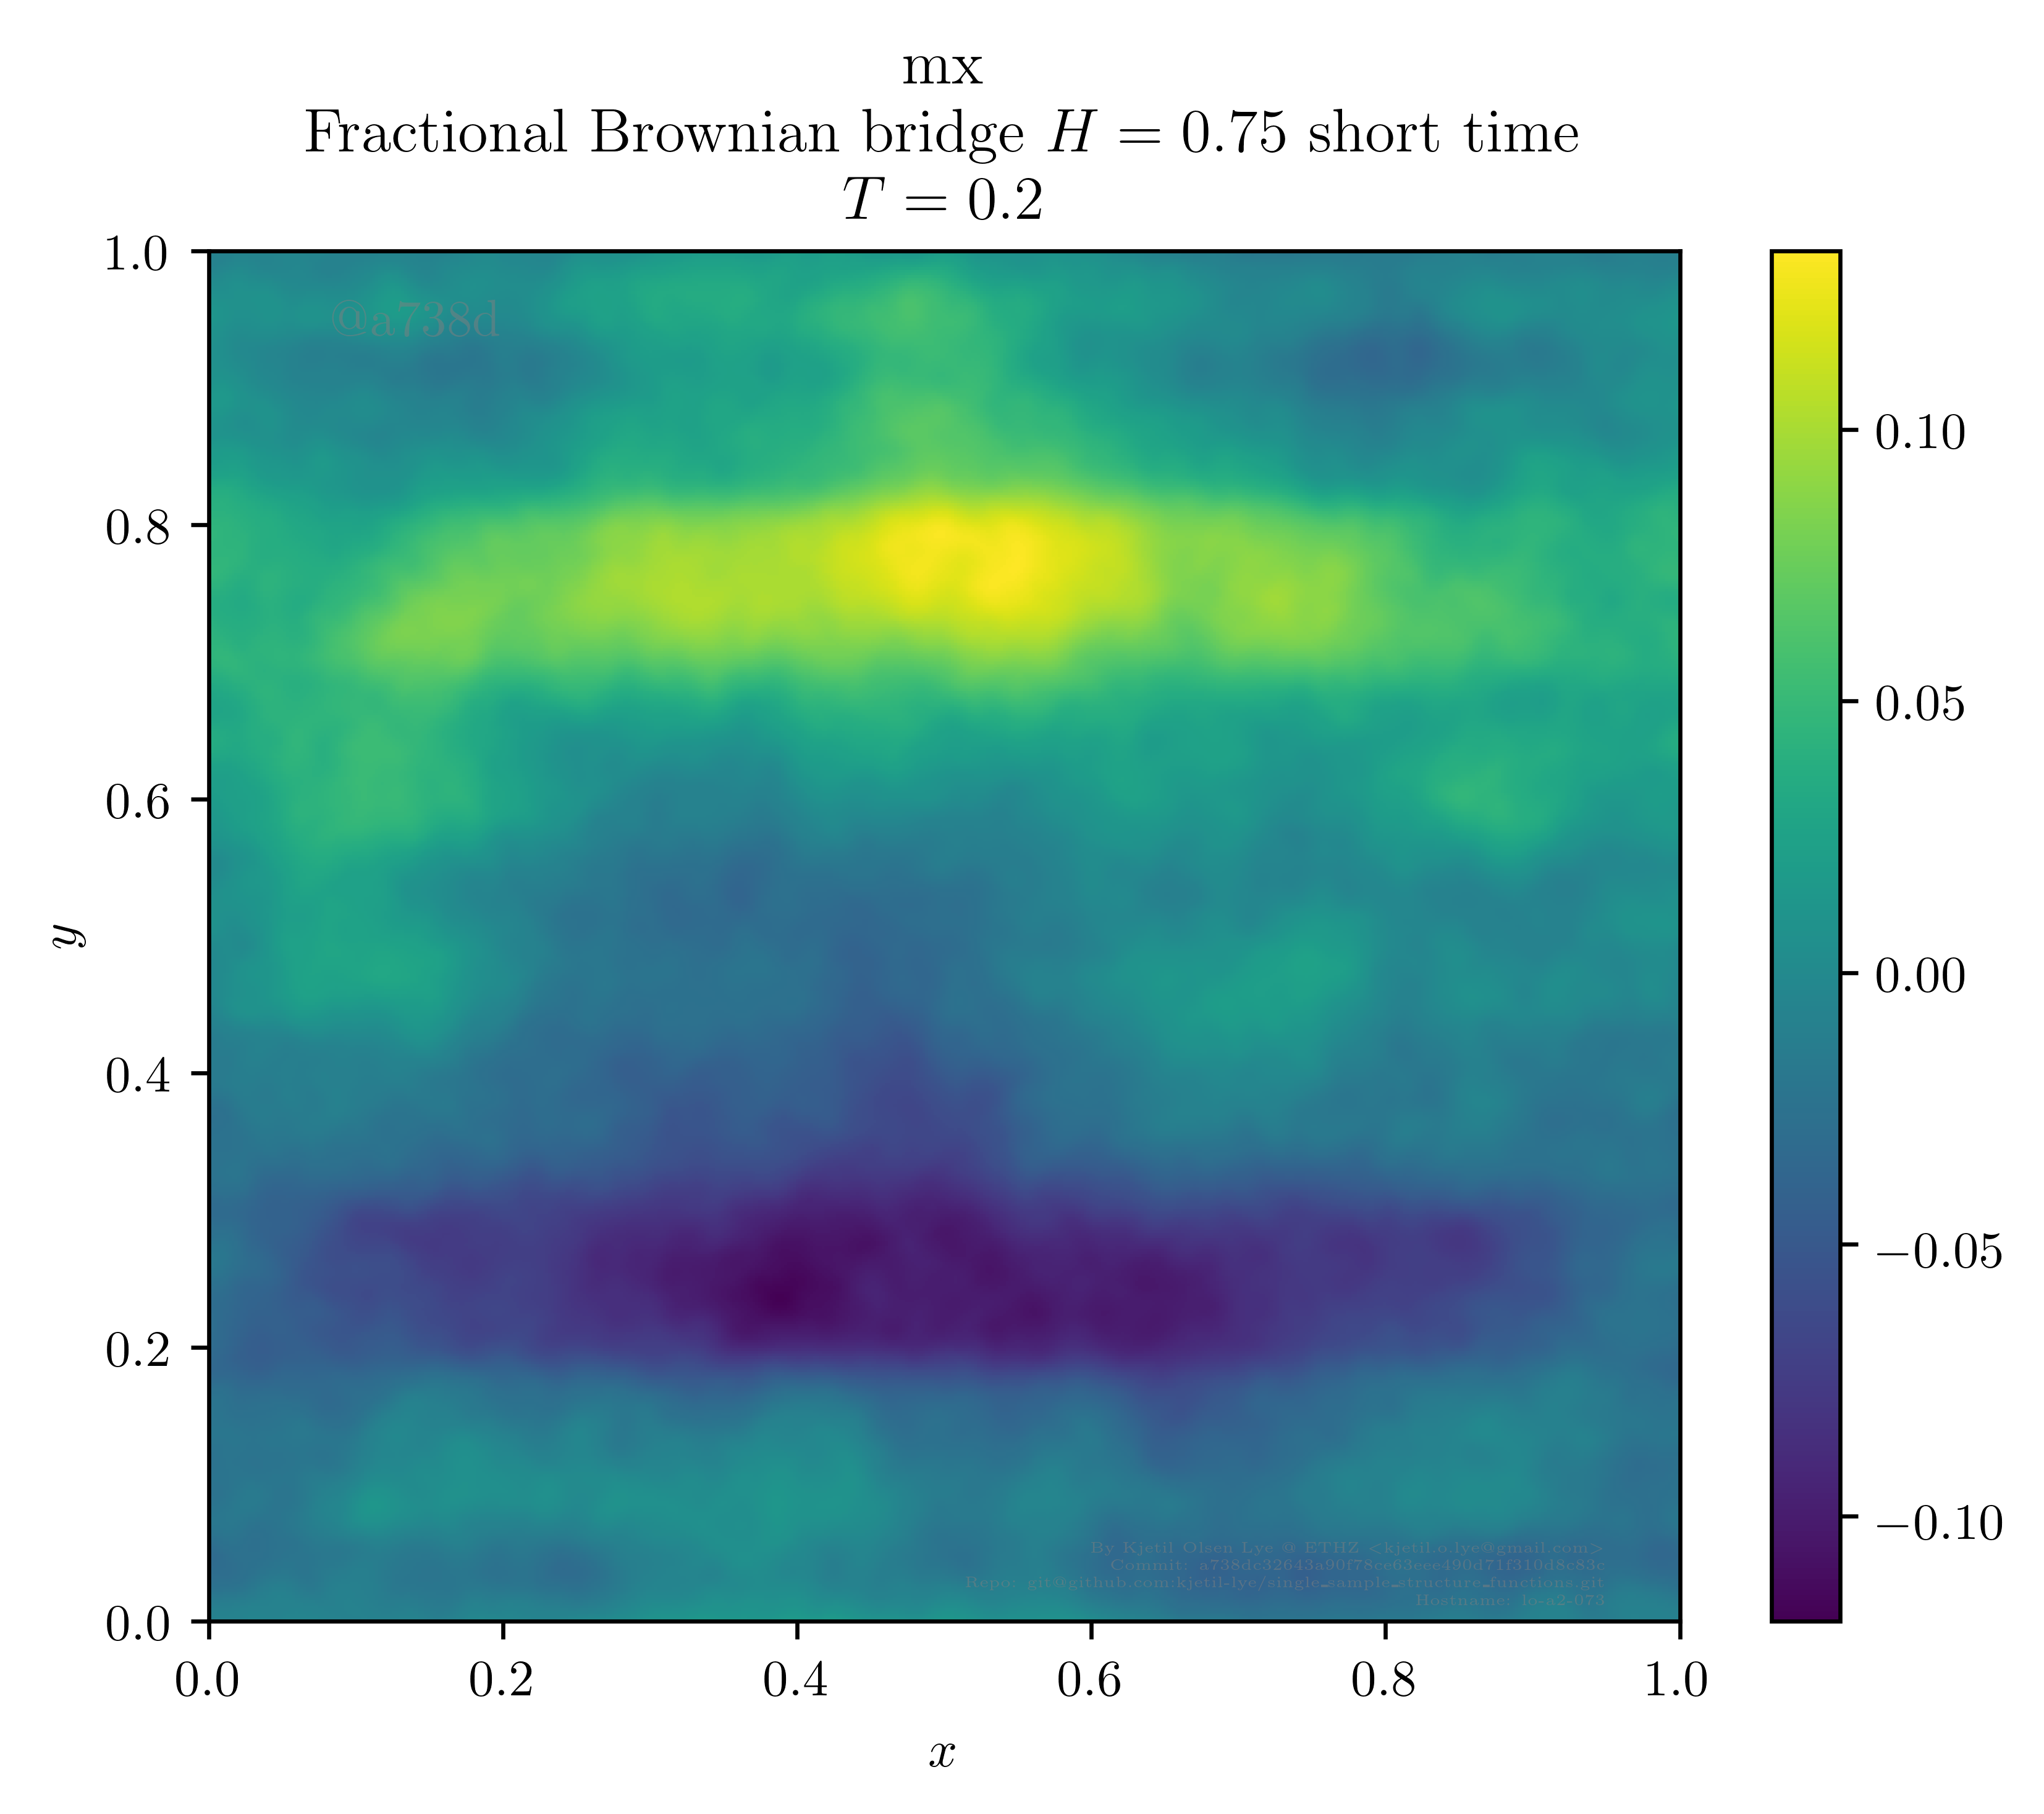 mx
Fractional Brownian bridge H = 0.75 short time
T = 0.2
1.0
0.8
0.6
0.4
0.2
0.0
y
@a738d
0.10
0.05
0.00
−0.05
−0.10
By Kjetil Olsen Lye @ ETHZ <kjetil.o.lye@gmail.com>
Commit: a738dc32643a90f78ce63eee490d71f310d8c83c
Repo: git@github.com:kjetil-lye/single_sample_structure_functions.git
Hostname: lo-a2-073
0.0 0.2 0.4 0.6 0.8 1.0
x